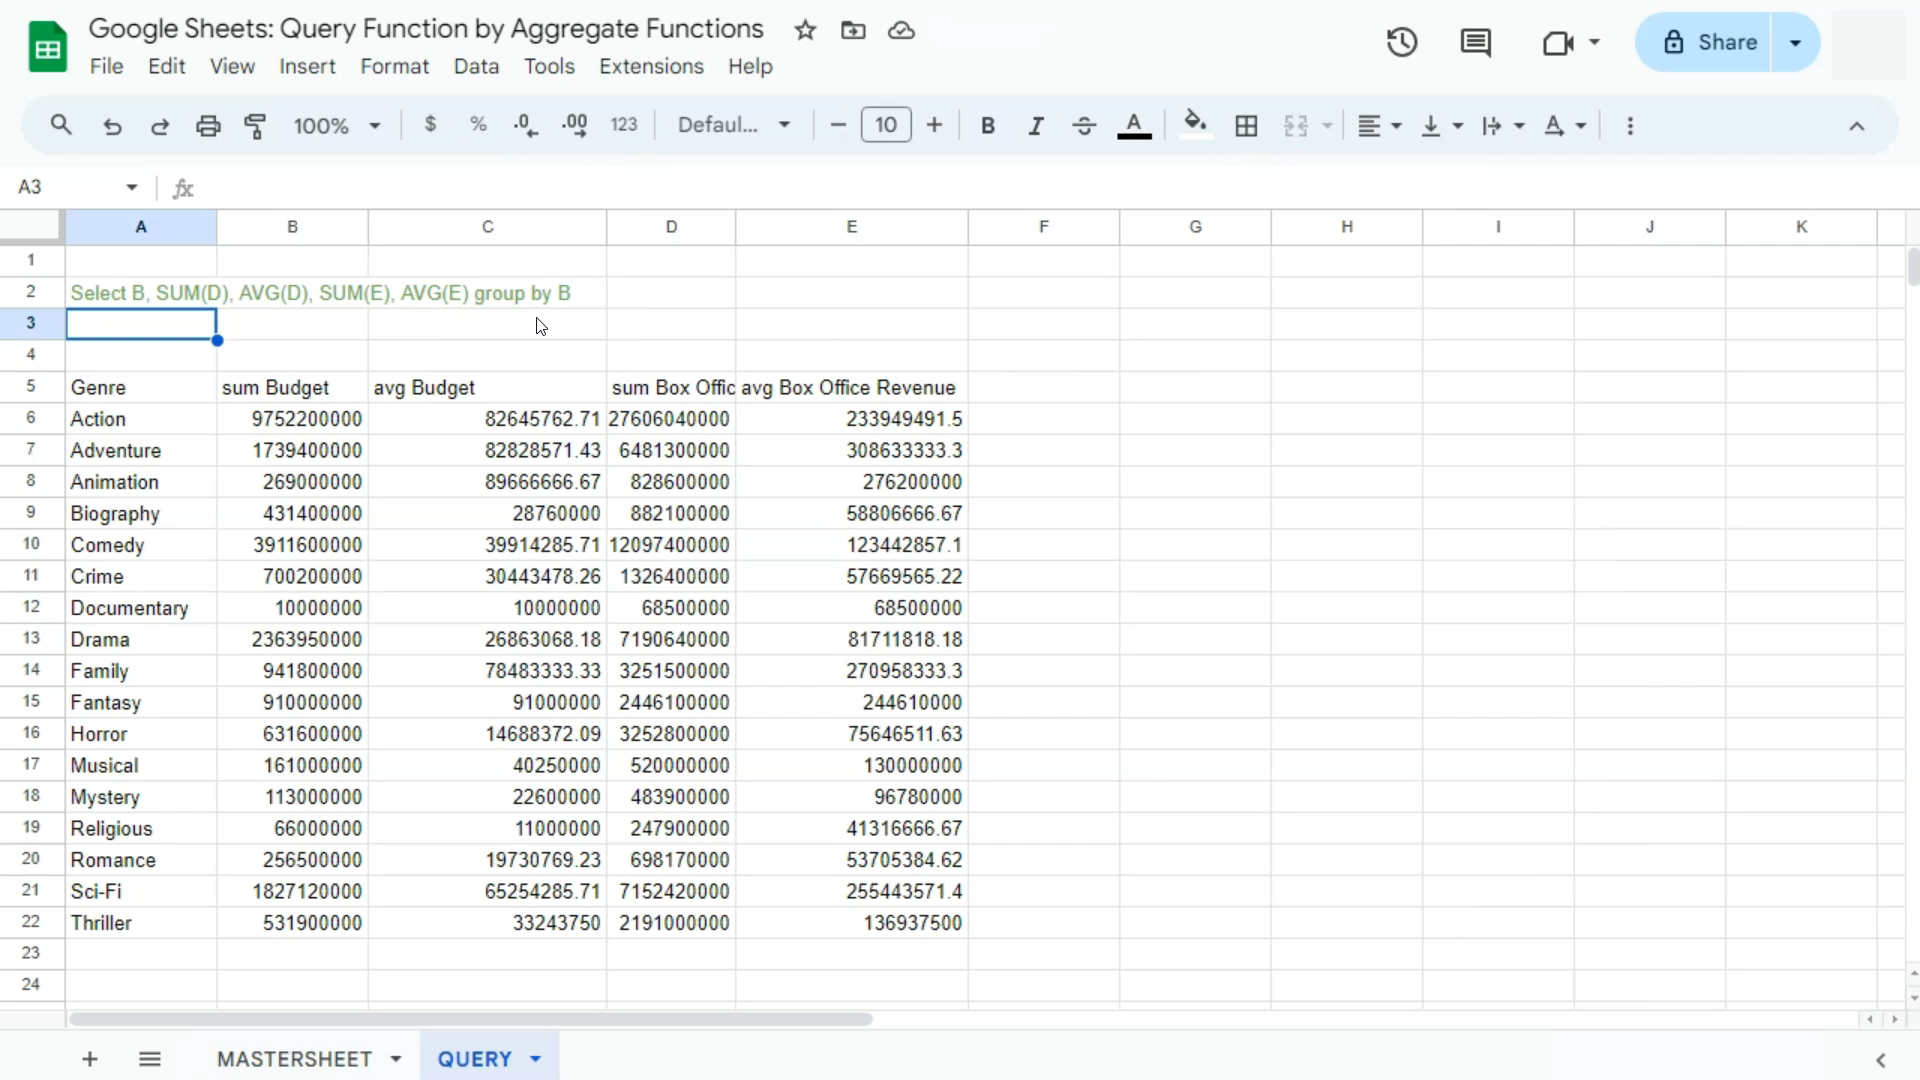 Google Sheets: Query Function by Aggregate Functions
File Edit View Insert Format Data Tools Extensions Help
Share
100% $ % .0 .00 123 Defaul... 10 B I A A
A3 fx
A B C D E F G H I J K
1
2 Select B, SUM(D), AVG(D), SUM(E), AVG(E) group by B
3
4
5 Genre sum Budget avg Budget sum Box Offic avg Box Office Revenue
6 Action 9752200000 82645762.71 27606040000 233949491.5
7 Adventure 1739400000 82828571.43 6481300000 308633333.3
8 Animation 269000000 89666666.67 828600000 276200000
9 Biography 431400000 28760000 882100000 58806666.67
10 Comedy 3911600000 39914285.71 12097400000 123442857.1
11 Crime 700200000 30443478.26 1326400000 57669565.22
12 Documentary 10000000 10000000 68500000 68500000
13 Drama 2363950000 26863068.18 7190640000 81711818.18
14 Family 941800000 78483333.33 3251500000 270958333.3
15 Fantasy 910000000 91000000 2446100000 244610000
16 Horror 631600000 14688372.09 3252800000 75646511.63
17 Musical 161000000 40250000 520000000 130000000
18 Mystery 113000000 22600000 483900000 96780000
19 Religious 66000000 11000000 247900000 41316666.67
20 Romance 256500000 19730769.23 698170000 53705384.62
21 Sci-Fi 1827120000 65254285.71 7152420000 255443571.4
22 Thriller 531900000 33243750 2191000000 136937500
23
24
MASTERSHEET QUERY